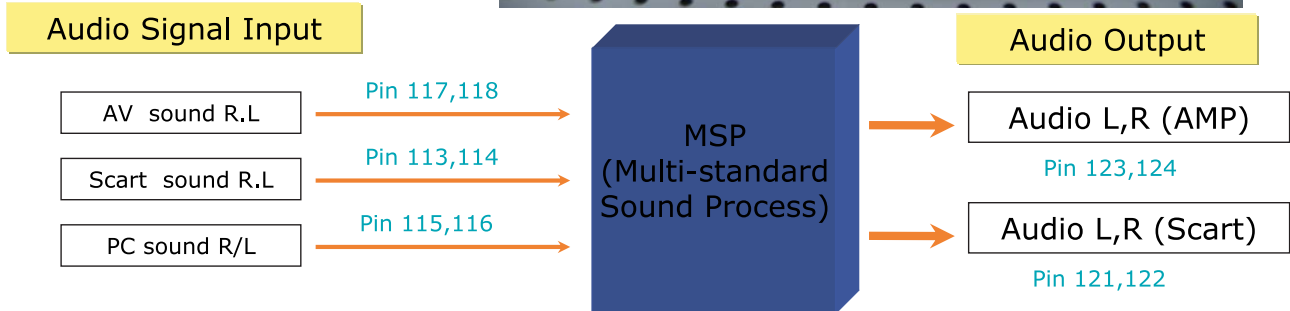 Audio Signal Input
AV sound R.L
Scart sound R.L
PC sound R/L
Pin 117,118
Pin 113,114
Pin 115,116
MSP
(Multi-standard
Sound Process)
Audio Output
Audio L,R (AMP)
Pin 123,124
Audio L,R (Scart)
Pin 121,122